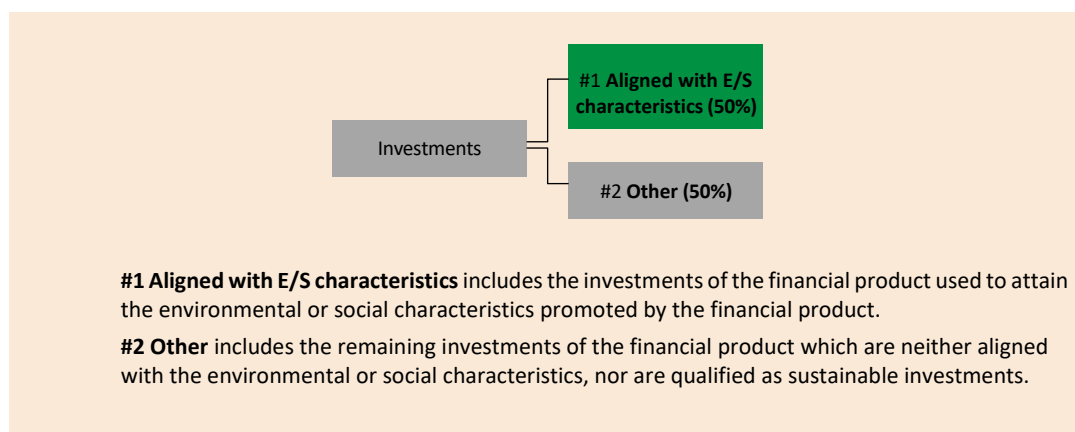 #1 Aligned with E/S
characteristics (50%)
Investments
#2 Other (50%)
#1 Aligned with E/S characteristics includes the investments of the financial product used to attain
the environmental or social characteristics promoted by the financial product.
#2 Other includes the remaining investments of the financial product which are neither aligned
with the environmental or social characteristics, nor are qualified as sustainable investments.